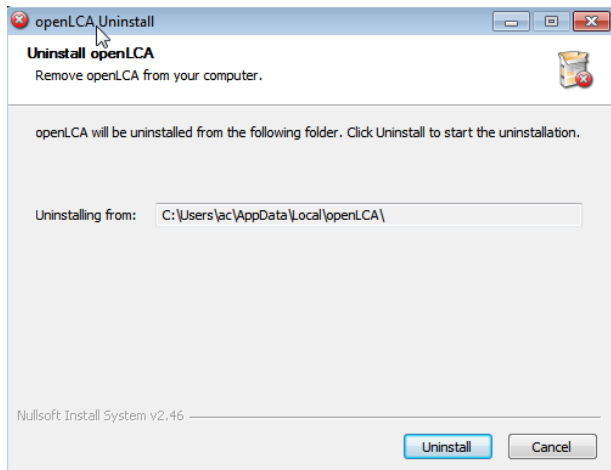 openLCA Uninstall
Uninstall openLCA
Remove openLCA from your computer.
openLCA will be uninstalled from the following folder. Click Uninstall to start the uninstallation.
Uninstalling from: C:\Users\ac\AppData\Local\openLCA\
Nullsoft Install System v2.46
Uninstall Cancel